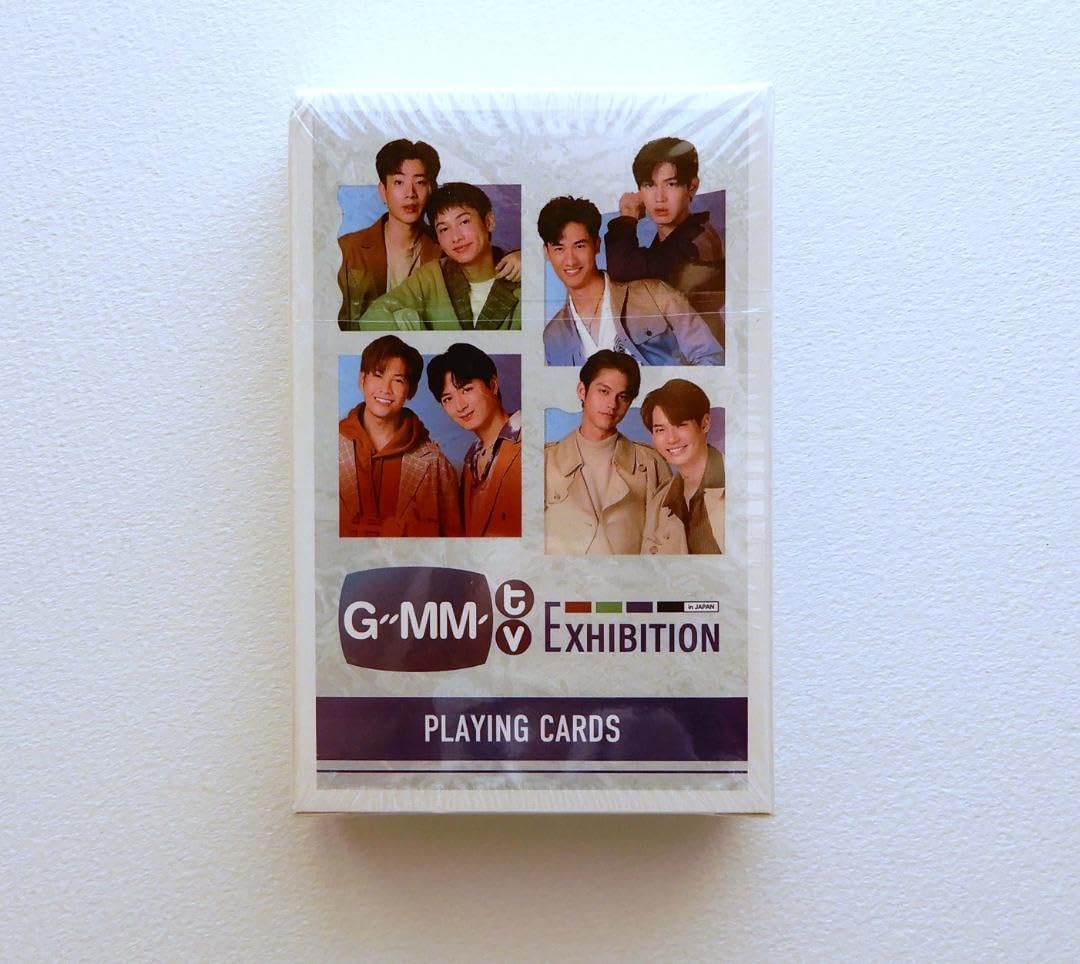 G"MM'
tv
in JAPAN
EXHIBITION
PLAYING CARDS